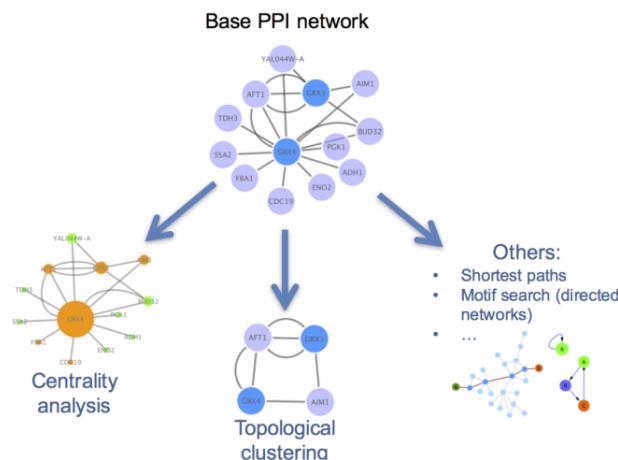 Base PPI network
YAL044W-A
AFT1
GRX3
AIM1
TDH3
BUD32
SSA2
GRX4
PGK1
FBA1
ADH1
ENO2
CDC19
Others:
• Shortest paths
• Motif search (directed
networks)
• ...
YAL044W-A
TDH3
BUD32
PGK1
GRX4
SSA2
ADH1
ENO2
CDC19
Centrality
analysis
AFT1
GRX3
GRX4
AIM1
Topological
clustering
A
A
B
C